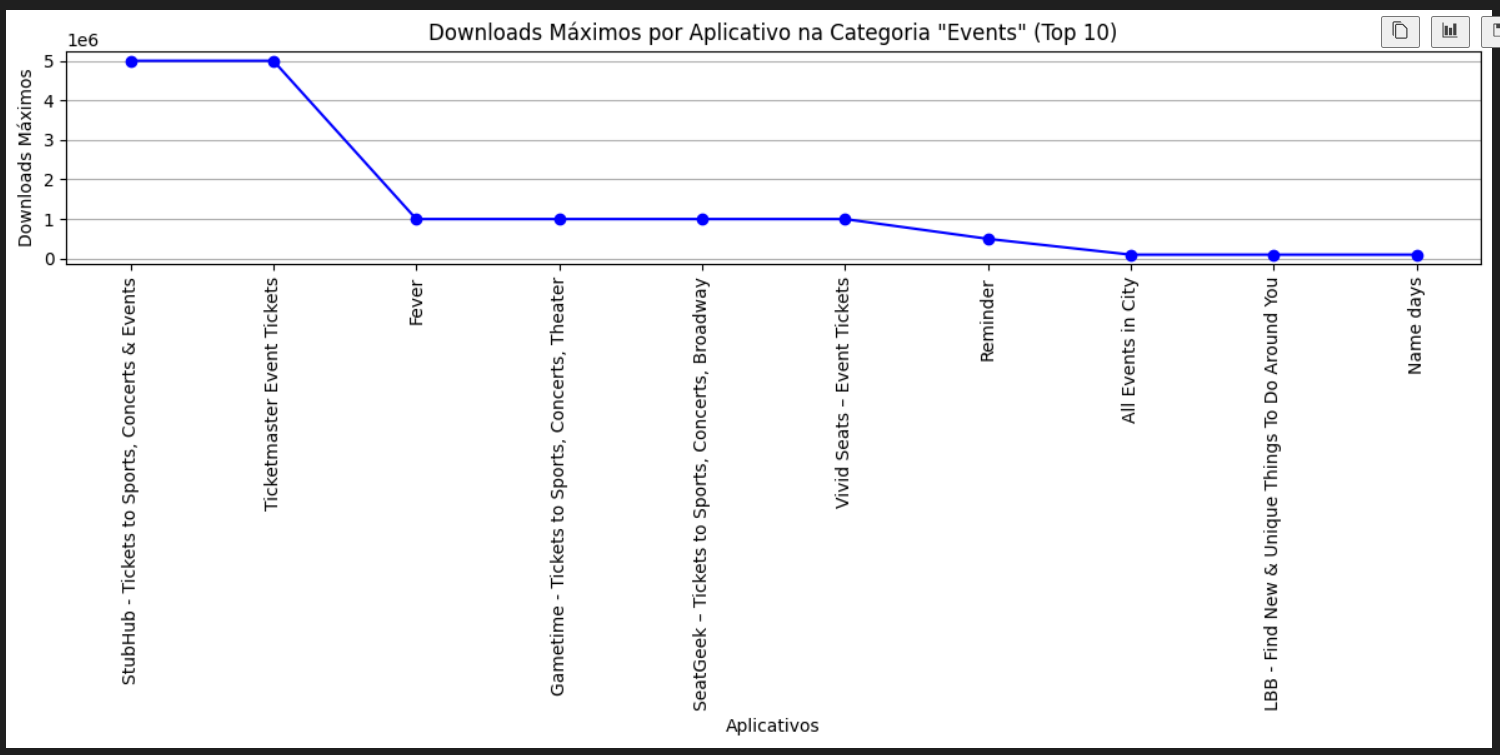 Downloads Máximos por Aplicativo na Categoria "Events" (Top 10)
1e6
5
4
3
2
1
0
Downloads Máximos
StubHub - Tickets to Sports, Concerts & Events
Ticketmaster Event Tickets
Fever
Gametime - Tickets to Sports, Concerts, Theater
SeatGeek – Tickets to Sports, Concerts, Broadway
Vivid Seats – Event Tickets
Reminder
All Events in City
LBB - Find New & Unique Things To Do Around You
Name days
Aplicativos